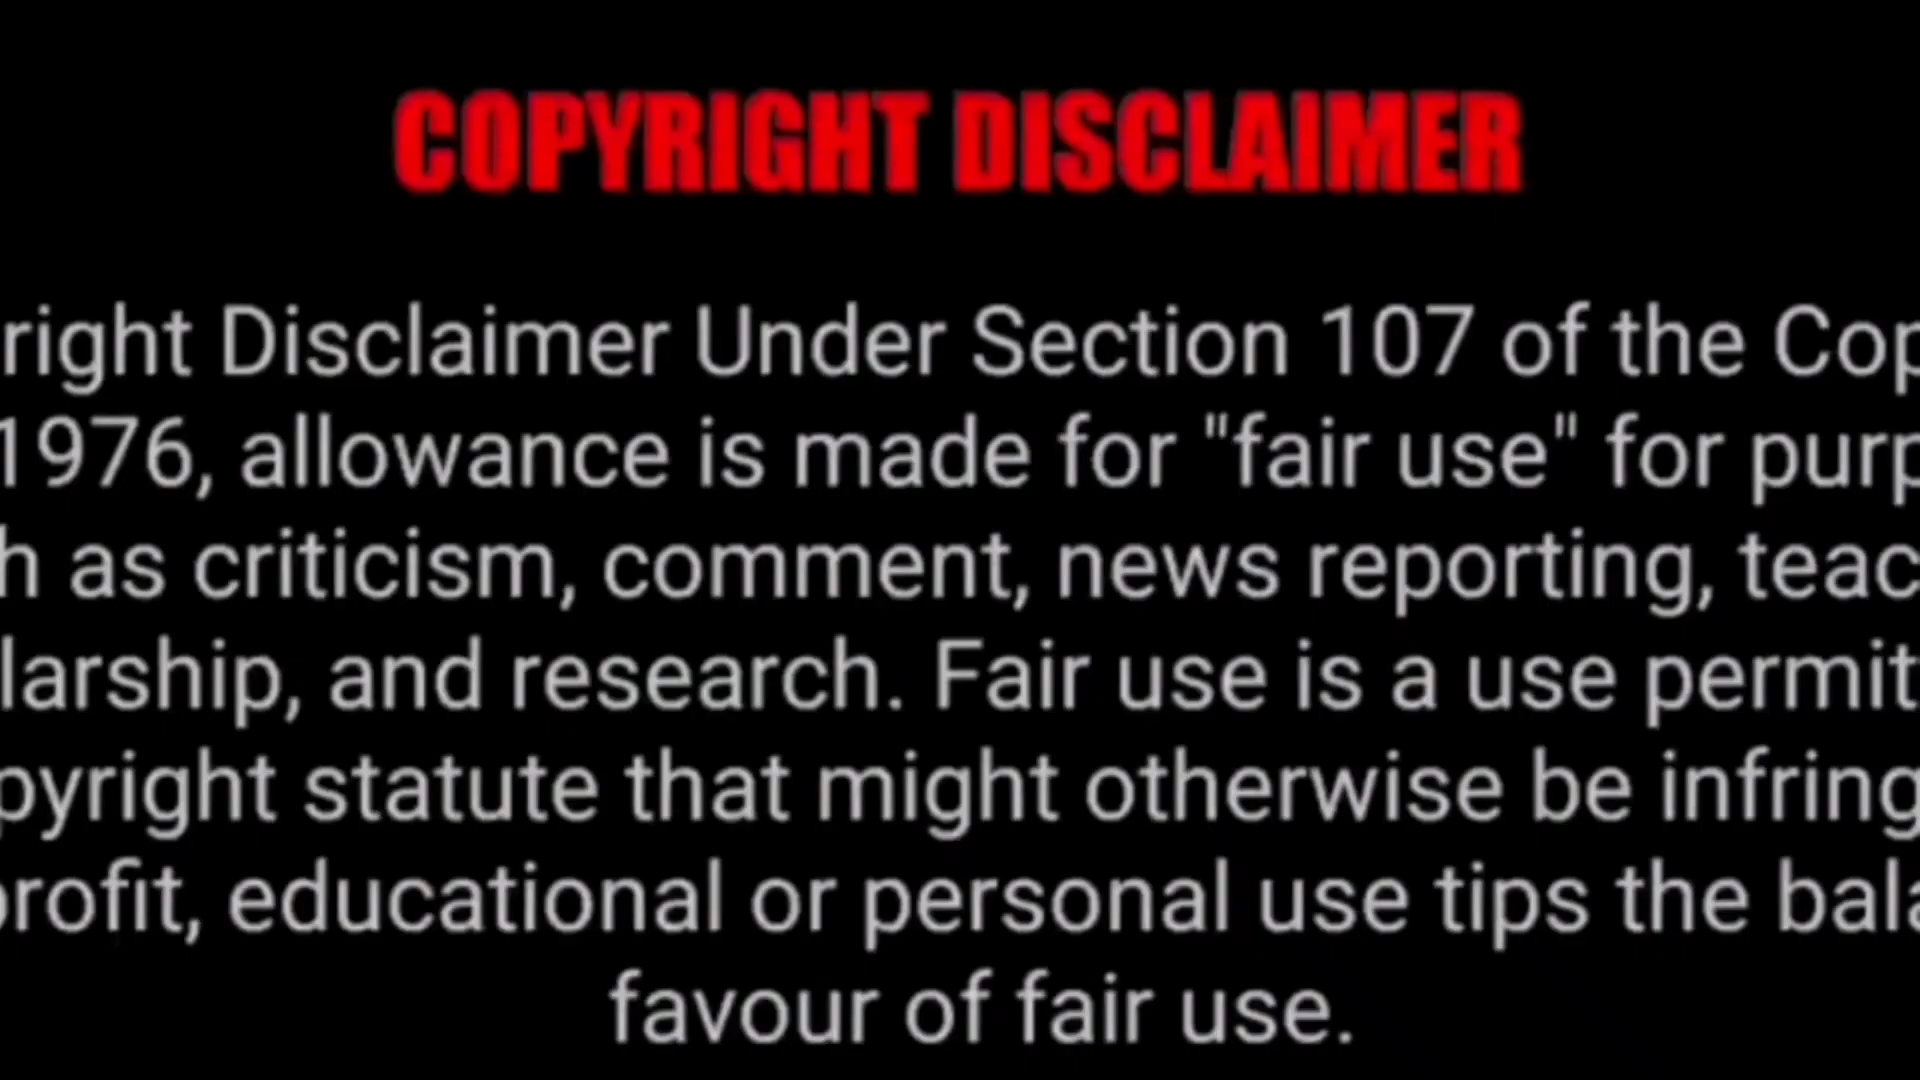 COPYRIGHT DISCLAIMER
right Disclaimer Under Section 107 of the Cop
1976, allowance is made for "fair use" for purp
h as criticism, comment, news reporting, teac
larship, and research. Fair use is a use permit
pyright statute that might otherwise be infring
profit, educational or personal use tips the bala
favour of fair use.